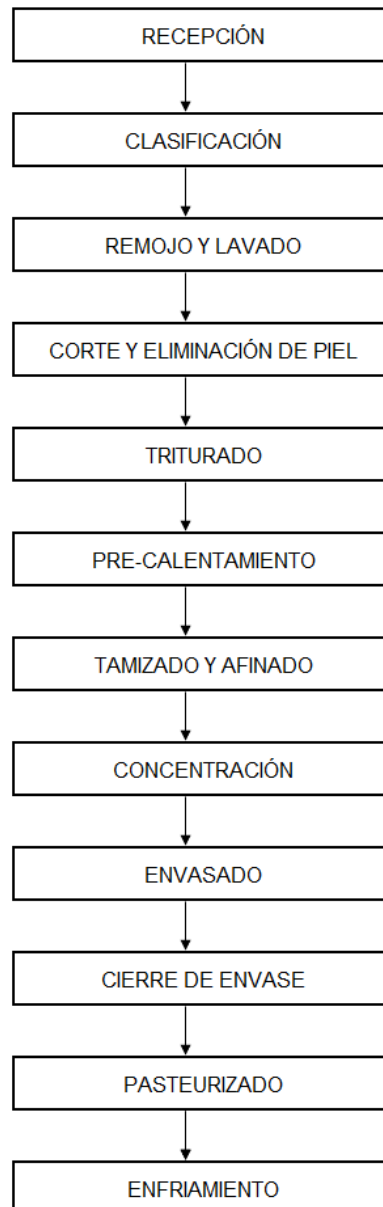 RECEPCIÓN
CLASIFICACIÓN
REMOJO Y LAVADO
CORTE Y ELIMINACIÓN DE PIEL
TRITURADO
PRE-CALENTAMIENTO
TAMIZADO Y AFINADO
CONCENTRACIÓN
ENVASADO
CIERRE DE ENVASE
PASTEURIZADO
ENFRIAMIENTO